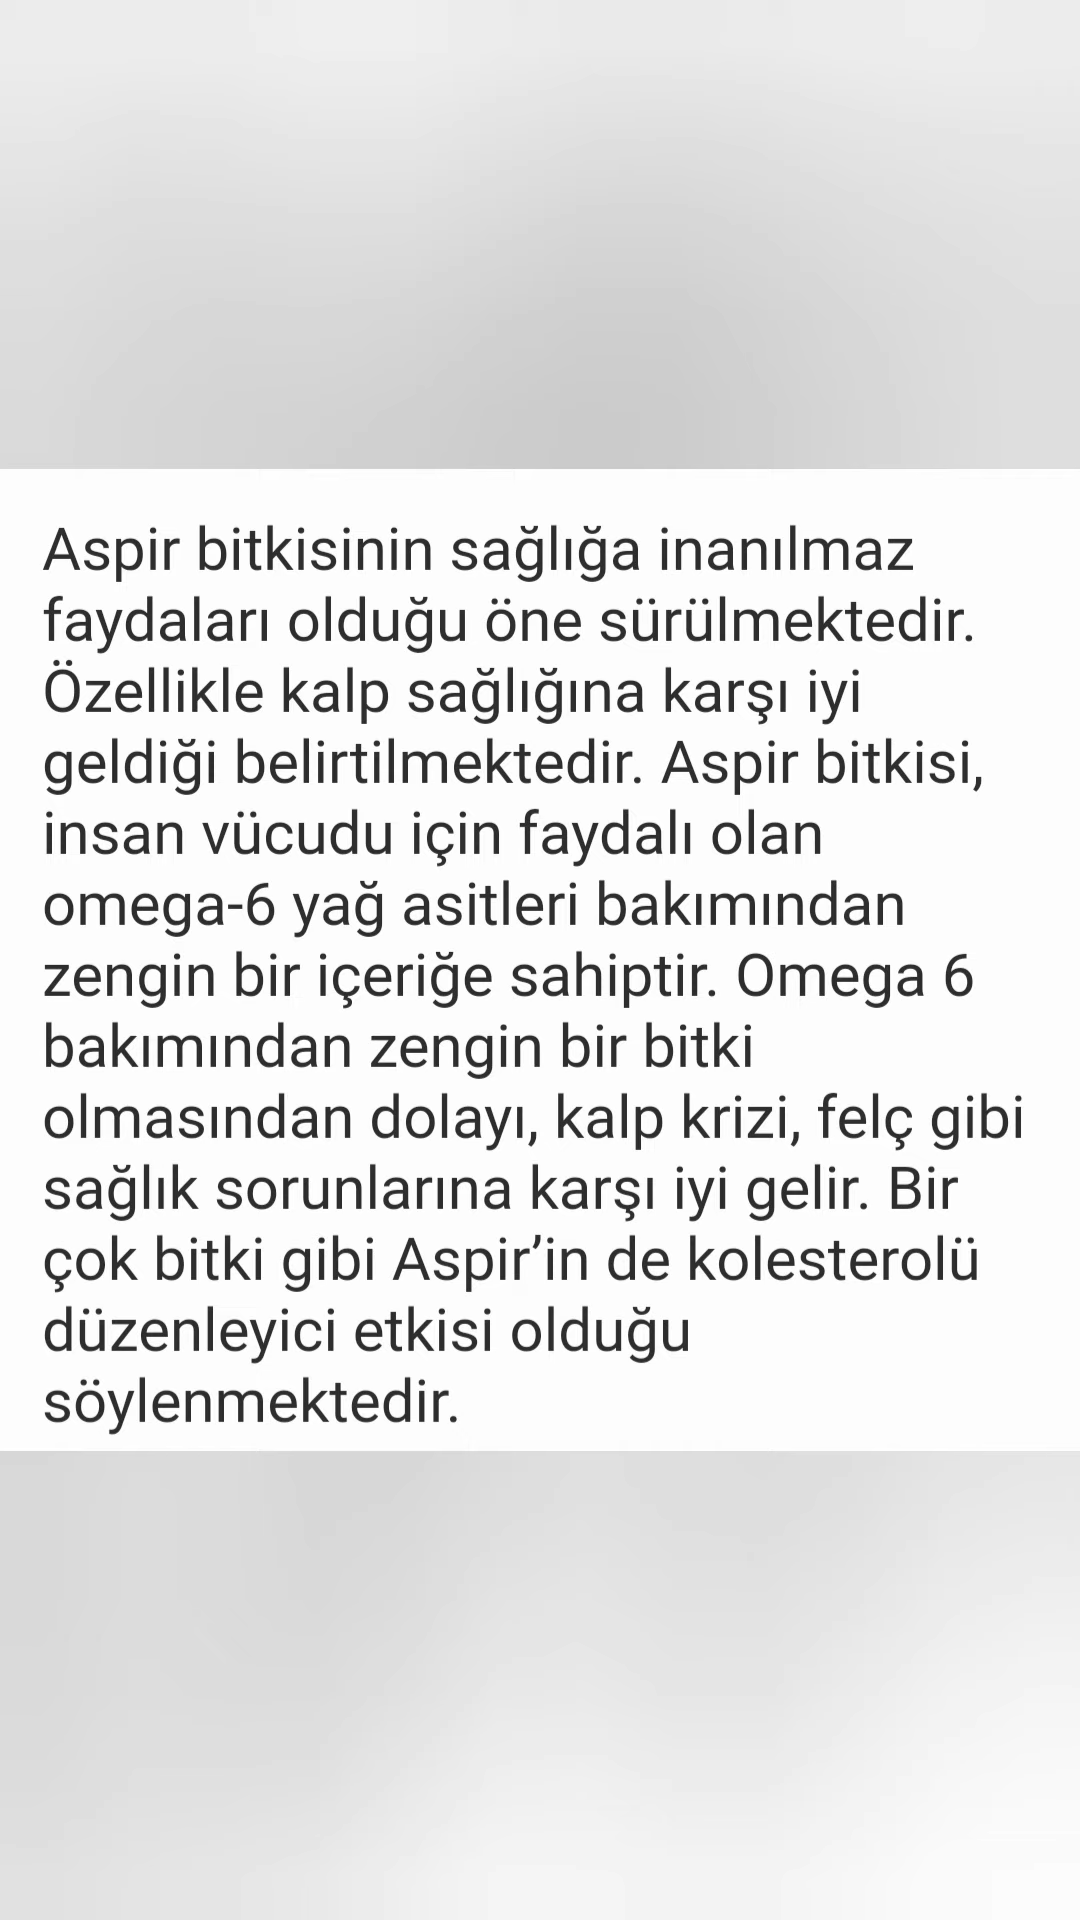 Aspir bitkisinin sağlığa inanılmaz
faydaları olduğu öne sürülmektedir.
Özellikle kalp sağlığına karşı iyi
geldiği belirtilmektedir. Aspir bitkisi,
insan vücudu için faydalı olan
omega-6 yağ asitleri bakımından
zengin bir içeriğe sahiptir. Omega 6
bakımından zengin bir bitki
olmasından dolayı, kalp krizi, felç gibi
sağlık sorunlarına karşı iyi gelir. Bir
çok bitki gibi Aspir’in de kolesterolü
düzenleyici etkisi olduğu
söylenmektedir.